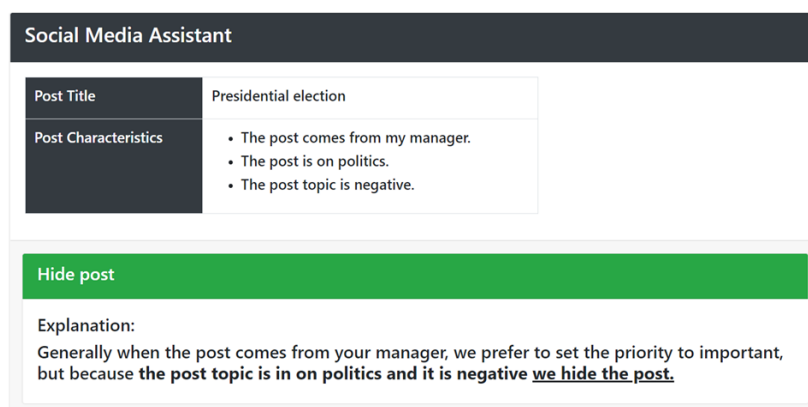 Social Media Assistant
Post Title
Presidential election
Post Characteristics
• The post comes from my manager.
• The post is on politics.
• The post topic is negative.
Hide post
Explanation:
Generally when the post comes from your manager, we prefer to set the priority to important,
but because the post topic is in on politics and it is negative we hide the post.